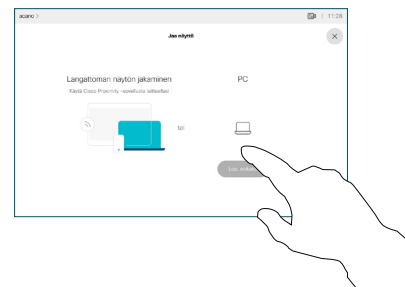 acano > 11:28
Jaa näyttö
Langattoman näytön jakaminen
Käytä Cisco Proximity -sovellusta laitteellasi
PC
tai